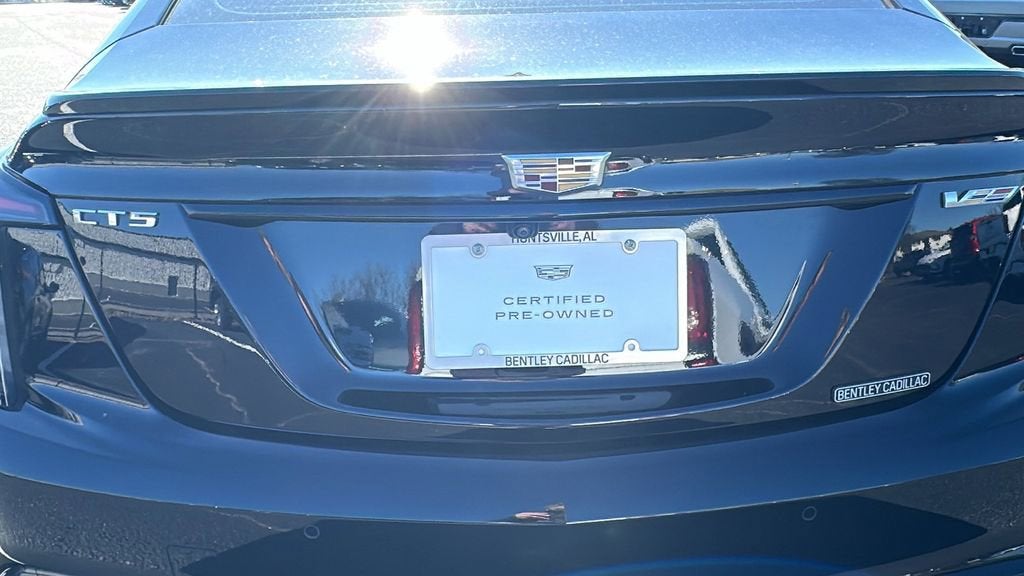 CT5
HUNTSVILLE, AL
CERTIFIED
PRE-OWNED
BENTLEY CADILLAC
BENTLEY CADILLAC